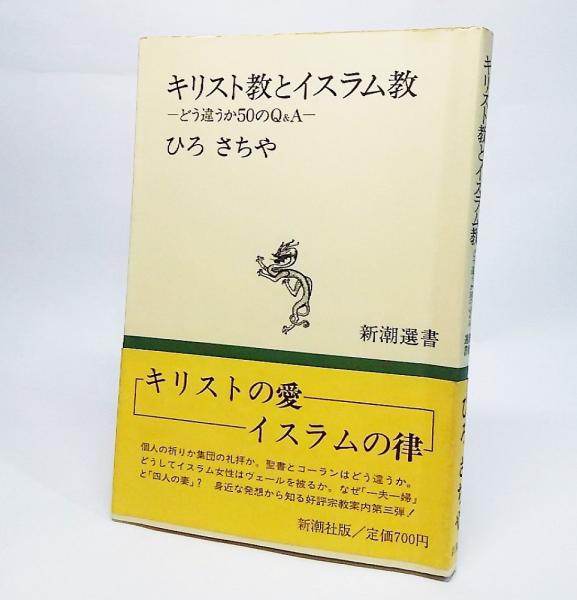 キリスト教とイスラム教
−どう違うか50のQ&A−
ひろ さちや
新潮選書
キリストの愛
イスラムの律
個人の祈りか集団の礼拝か。聖書とコーランはどう違うか。
どうしてイスラム女性はヴェールを被るか。なぜ「一夫一婦」
と「四人の妻」? 身近な発想から知る好評宗教案内第三弾!
新潮社版/定価700円
キリスト教とイスラム教
ひろ さちや